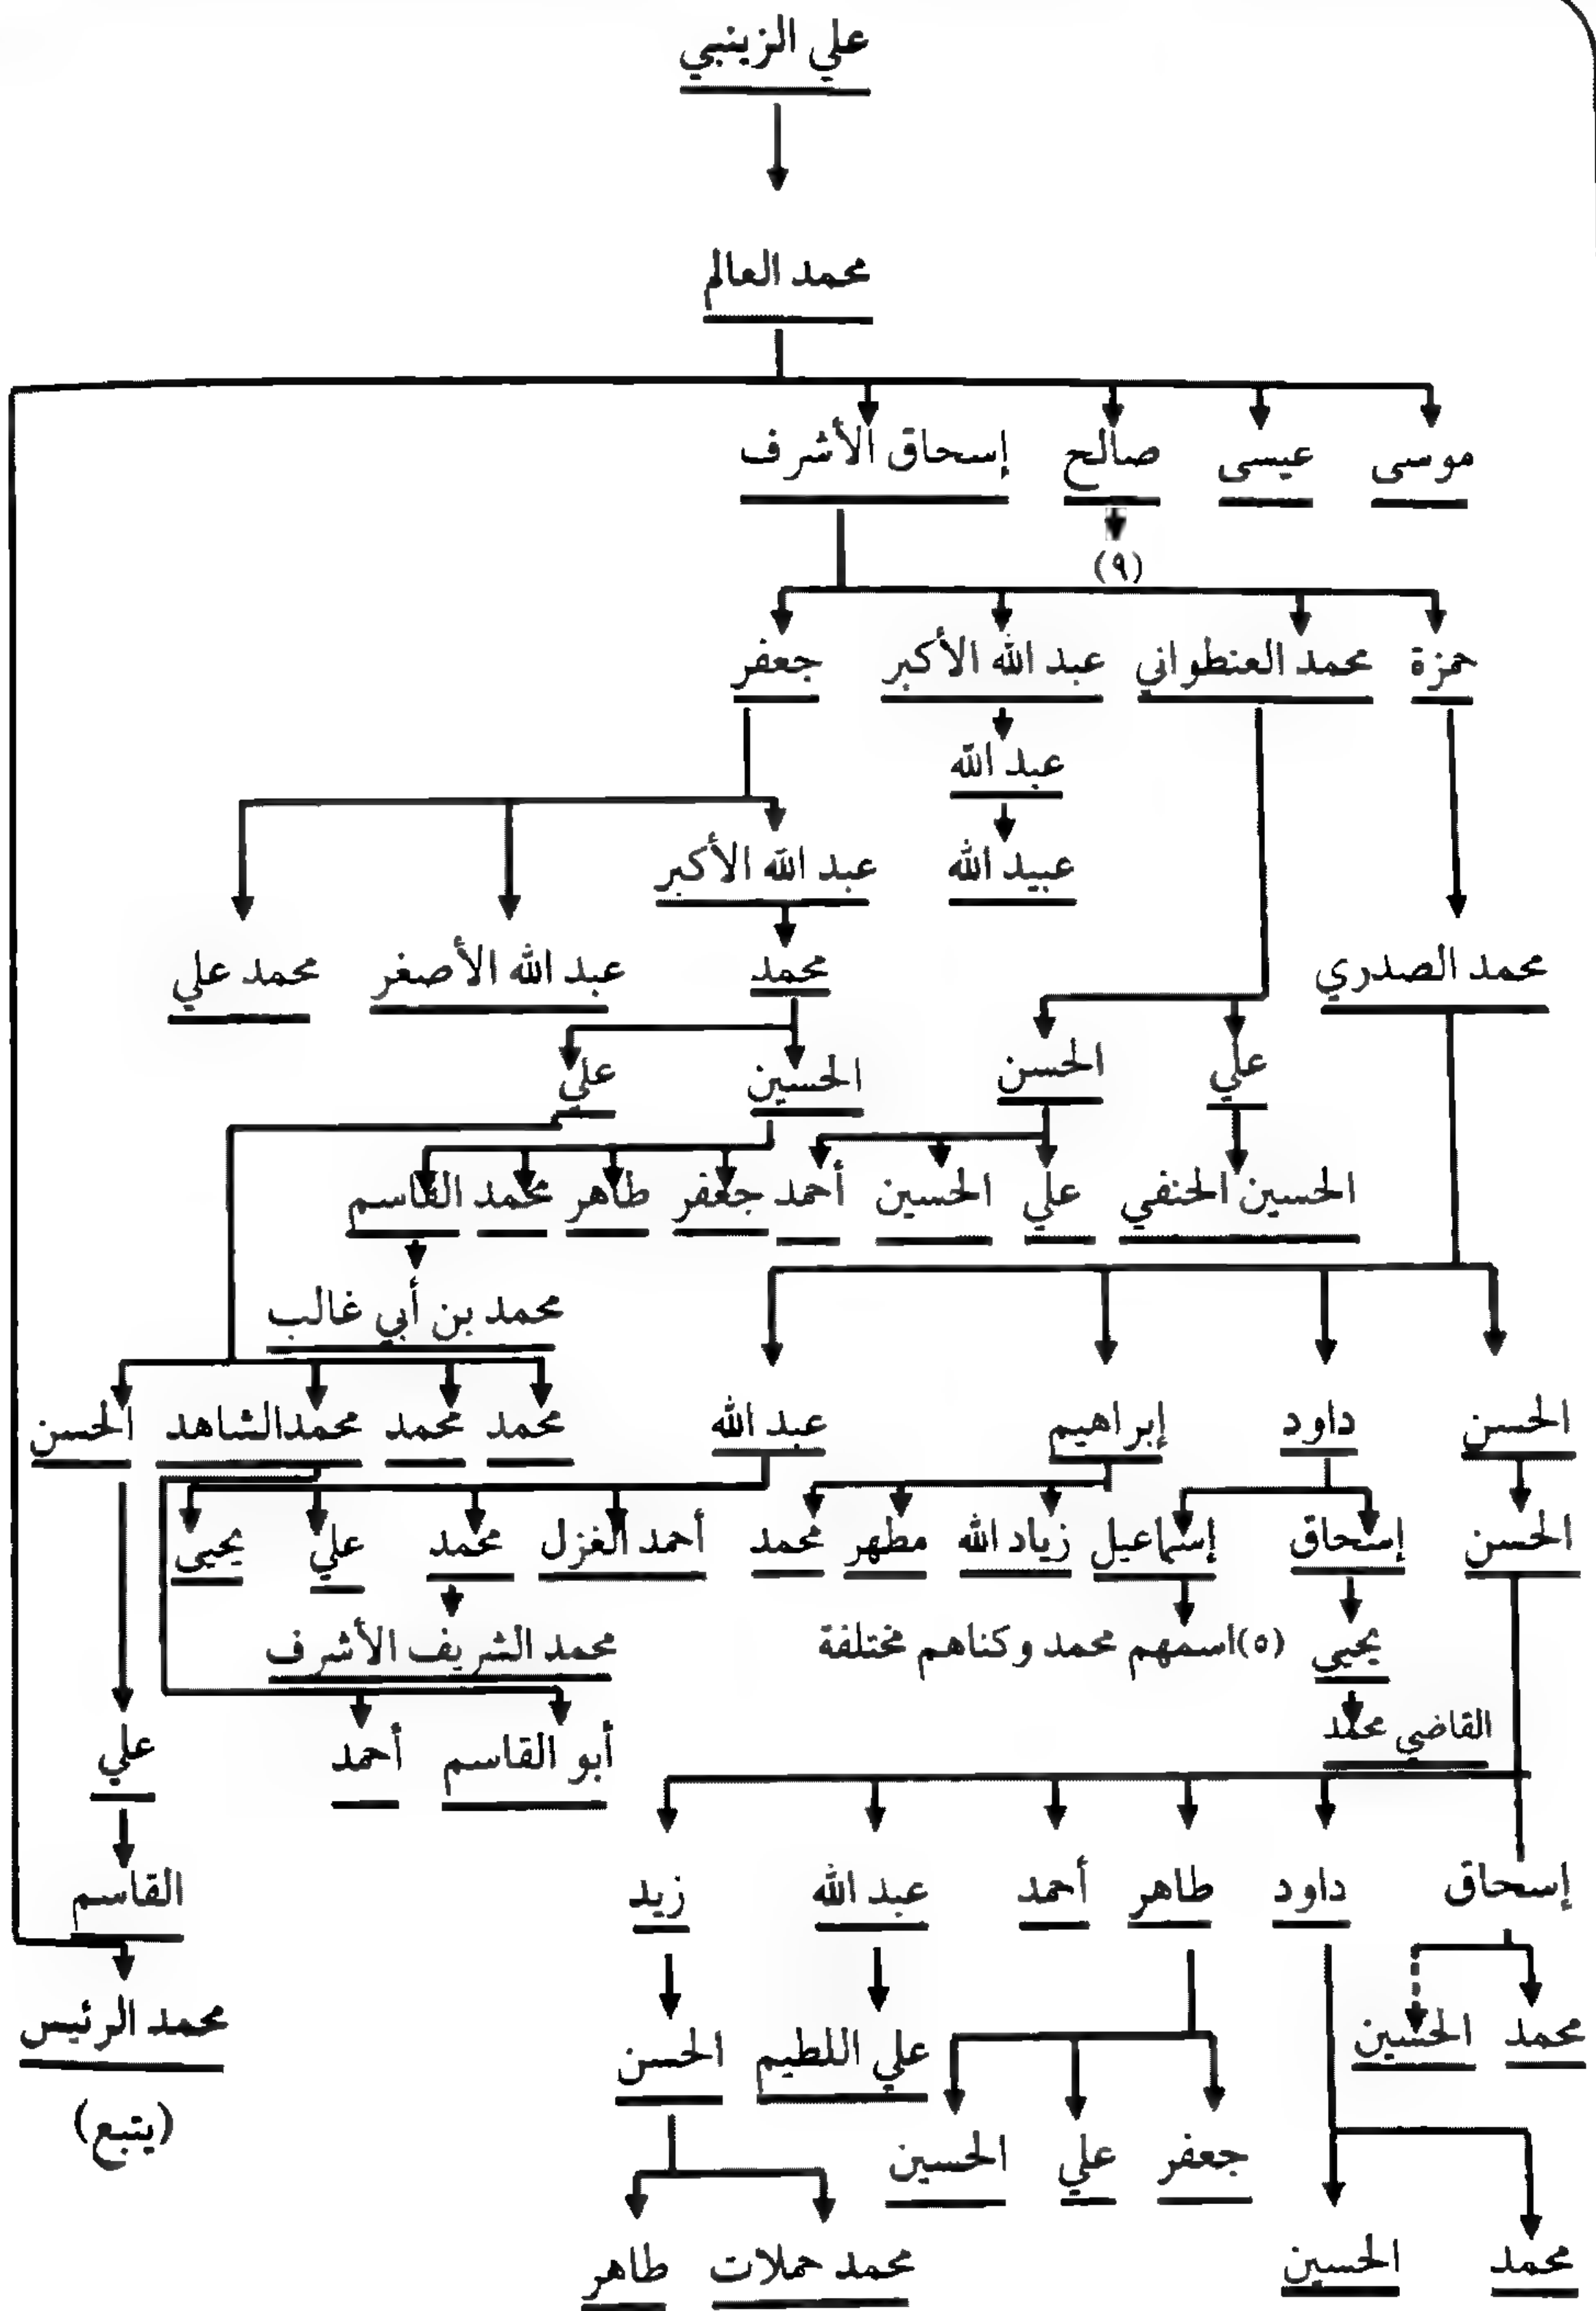 علي الزينبي
محمد العالم
موسى عيسى صالح إسحاق الأشرف
(٩)
حمزة محمد العنطواني عبد الله الأكبر جعفر
عبد الله
عبيد الله عبد الله الأكبر
محمد الصدري محمد عبد الله الأصغر محمد علي
علي الحسن الحسين علي
الحسين الحنفي علي الحسين أحمد جعفر طاهر محمد القاسم
محمد بن أبي غالب
الحسن داود إبراهيم عبد الله محمد محمد محمدالشاهد الحسن
الحسن إسحاق إسماعيل زياد الله مطهر محمد أحمد الغزل محمد علي يحيى
يحيى (٥)اسمهم محمد وكناهم مختلفة محمد الشريف الأشرف
القاضي محمد
أبو القاسم أحمد علي
إسحاق داود طاهر أحمد عبد الله زيد القاسم
محمد الحسين علي اللطيم الحسن محمد الرئيس
جعفر علي الحسين (يتبع)
محمد الحسين محمد حملات طاهر